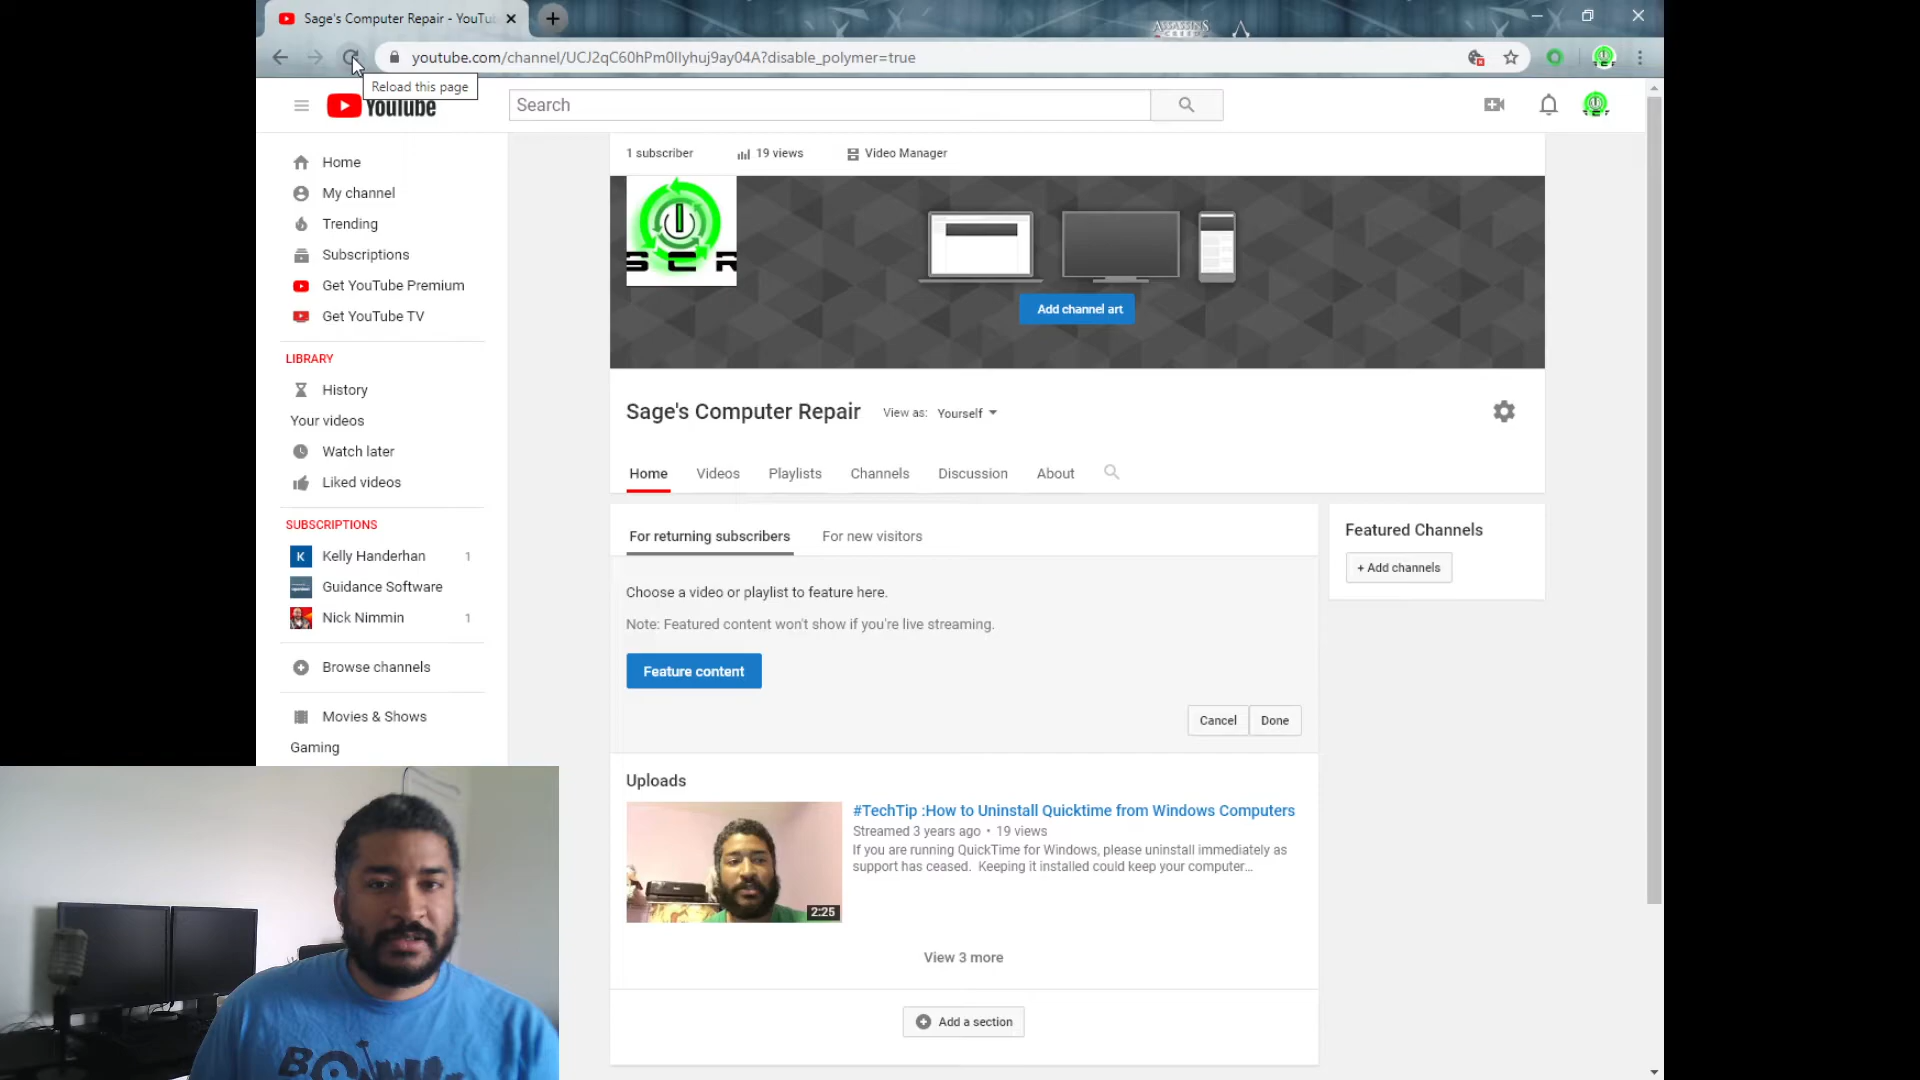 Sage's Computer Repair - YouTu
ASSASSIN'S
youtube.com/channel/UCJ2qC60hPm0llyhuj9ay04A?disable_polymer=true
Reload this page
YouTube
Search
Home
My channel
Trending
Subscriptions
Get YouTube Premium
Get YouTube TV
LIBRARY
History
Your videos
Watch later
Liked videos
SUBSCRIPTIONS
K Kelly Handerhan 1
Guidance Software
Nick Nimmin 1
Browse channels
Movies & Shows
Gaming
1 subscriber 19 views Video Manager
SCR
Add channel art
Sage's Computer Repair View as: Yourself
Home Videos Playlists Channels Discussion About
For returning subscribers For new visitors
Choose a video or playlist to feature here.
Note: Featured content won't show if you're live streaming.
Feature content
Cancel Done
Featured Channels
+ Add channels
Uploads
#TechTip :How to Uninstall Quicktime from Windows Computers
Streamed 3 years ago • 19 views
If you are running QuickTime for Windows, please uninstall immediately as
support has ceased. Keeping it installed could keep your computer...
2:25
View 3 more
Add a section